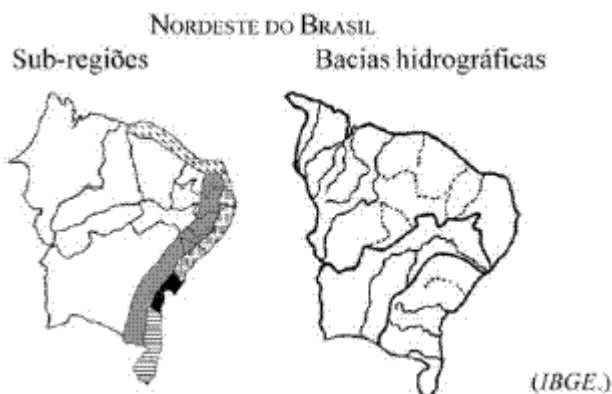 NORDESTE DO BRASIL
Sub-regiões
Bacias hidrográficas
(IBGE.)